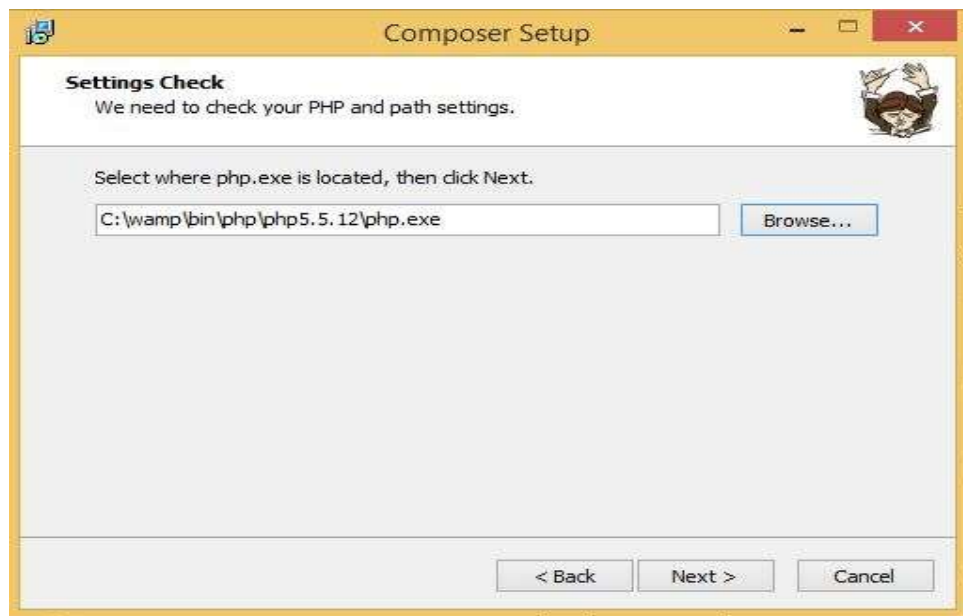 Composer Setup
Settings Check
We need to check your PHP and path settings.
Select where php.exe is located, then click Next.
C:\wamp\bin\php\php5.5.12\php.exe
Browse...
< Back
Next >
Cancel